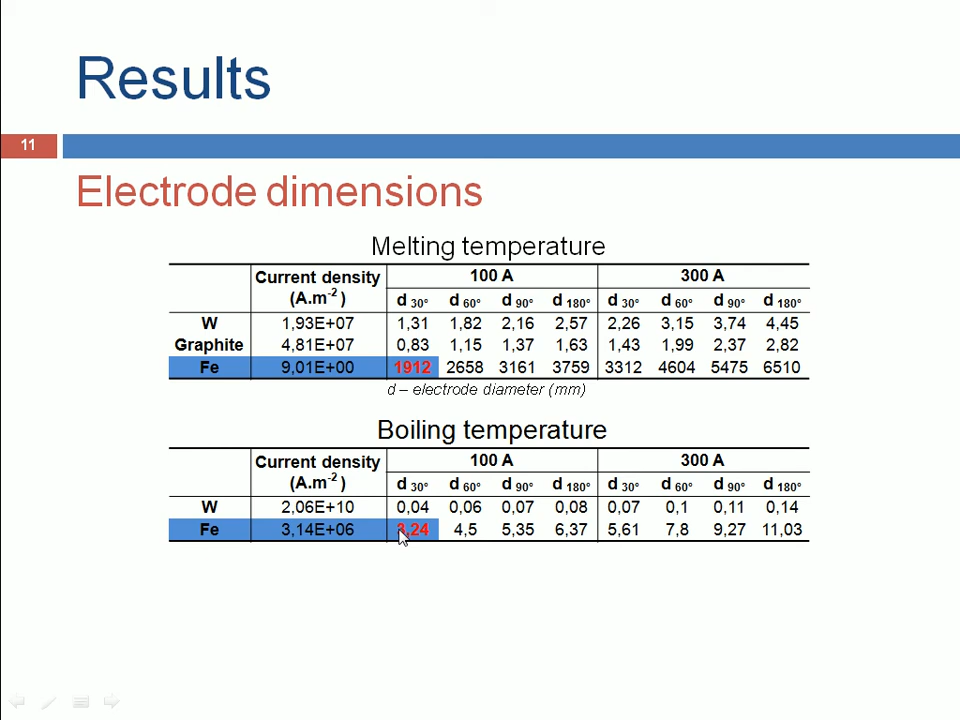 Results
11
Electrode dimensions
Melting temperature
Current density (A.m-2 ) 100 A 300 A
d 30° d 60° d 90° d 180° d 30° d 60° d 90° d 180°
W 1,93E+07 1,31 1,82 2,16 2,57 2,26 3,15 3,74 4,45
Graphite 4,81E+07 0,83 1,15 1,37 1,63 1,43 1,99 2,37 2,82
Fe 9,01E+00 1912 2658 3161 3759 3312 4604 5475 6510
d – electrode diameter (mm)
Boiling temperature
Current density (A.m-2 ) 100 A 300 A
d 30° d 60° d 90° d 180° d 30° d 60° d 90° d 180°
W 2,06E+10 0,04 0,06 0,07 0,08 0,07 0,1 0,11 0,14
Fe 3,14E+06 3,24 4,5 5,35 6,37 5,61 7,8 9,27 11,03